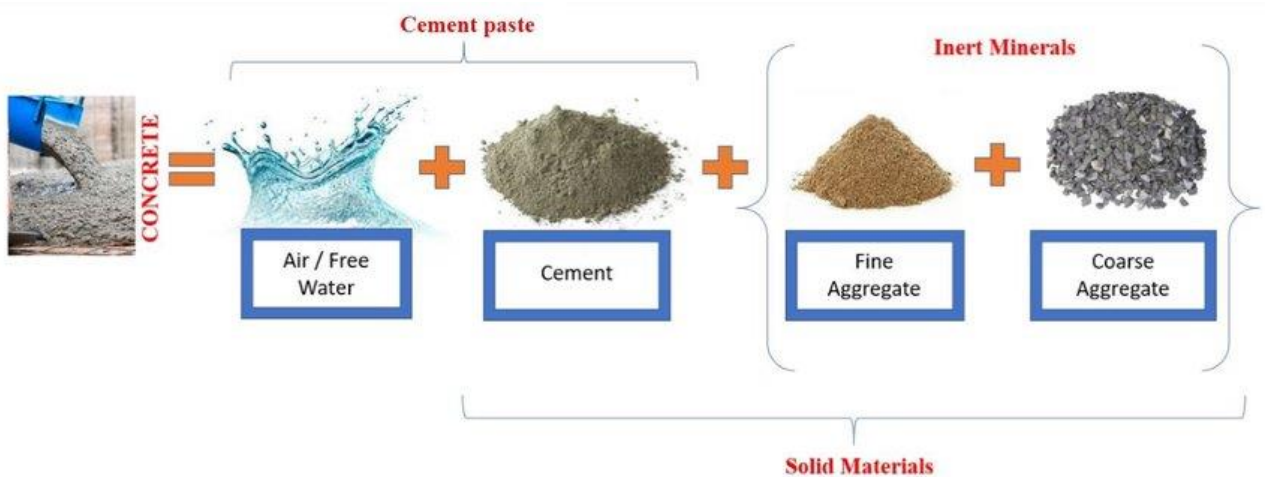 Cement paste
Inert Minerals
CONCRETE
Air / Free
Water
Cement
Fine
Aggregate
Coarse
Aggregate
Solid Materials